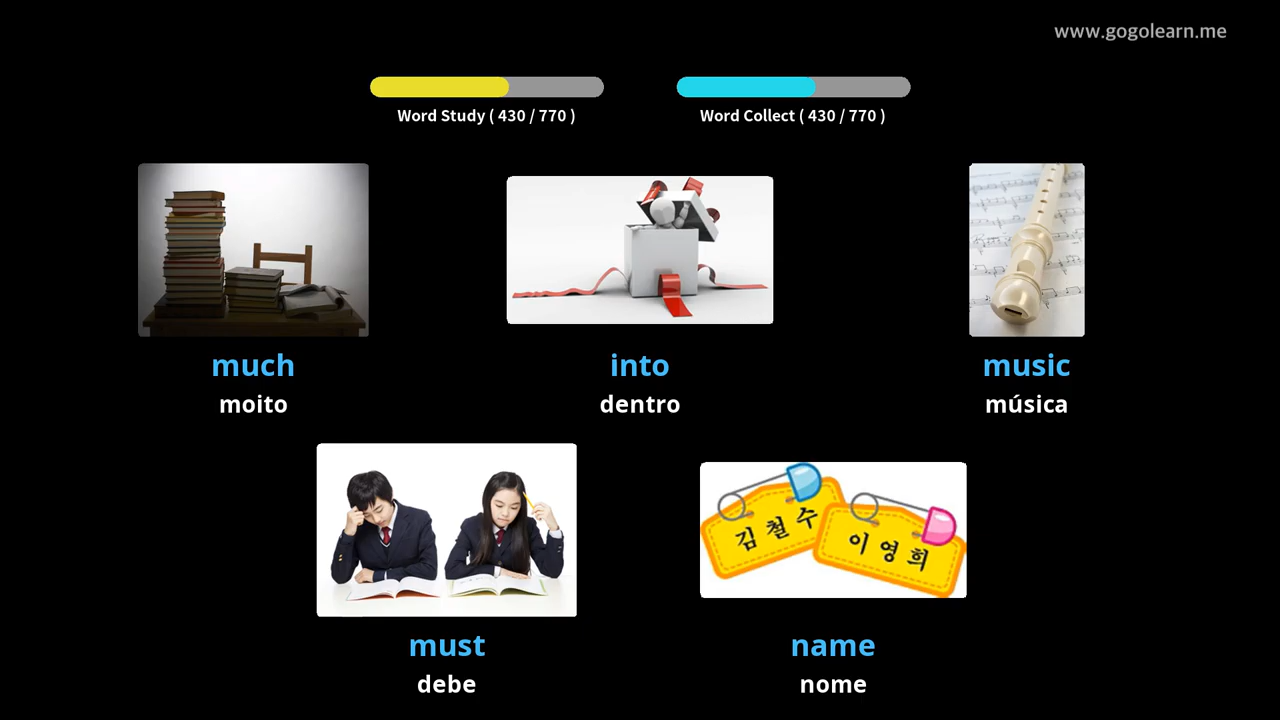 www.gogolearn.me
Word Study ( 430 / 770 )
Word Collect ( 430 / 770 )
much
moito
into
dentro
music
música
김철수
이영희
must
debe
name
nome